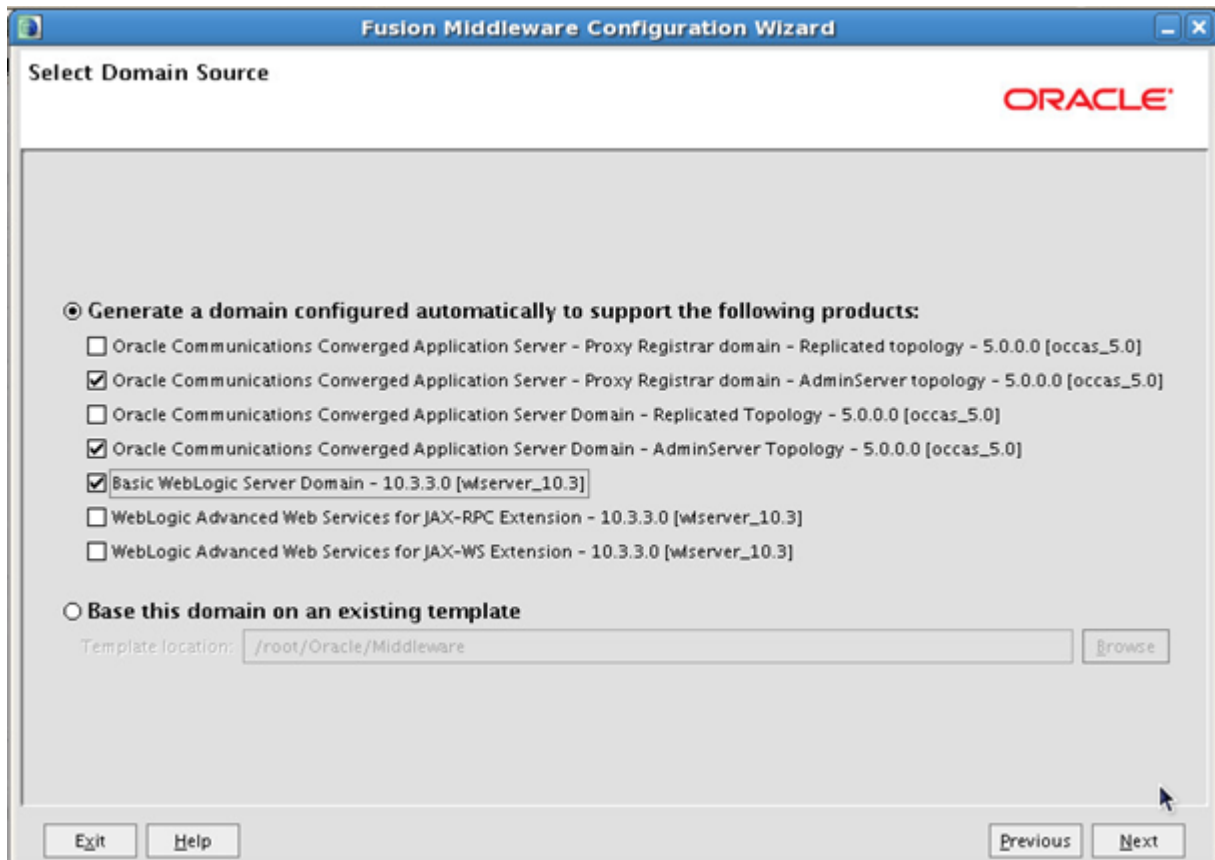 Fusion Middleware Configuration Wizard
Select Domain Source
ORACLE
Generate a domain configured automatically to support the following products:
Oracle Communications Converged Application Server - Proxy Registrar domain - Replicated topology - 5.0.0.0 [occas_5.0]
Oracle Communications Converged Application Server - Proxy Registrar domain - AdminServer topology - 5.0.0.0 [occas_5.0]
Oracle Communications Converged Application Server Domain - Replicated Topology - 5.0.0.0 [occas_5.0]
Oracle Communications Converged Application Server Domain - AdminServer Topology - 5.0.0.0 [occas_5.0]
Basic WebLogic Server Domain - 10.3.3.0 [wlserver_10.3]
WebLogic Advanced Web Services for JAX-RPC Extension - 10.3.3.0 [wlserver_10.3]
WebLogic Advanced Web Services for JAX-WS Extension - 10.3.3.0 [wlserver_10.3]
Base this domain on an existing template
Template location: /root/Oracle/Middleware Browse
Exit Help Previous Next